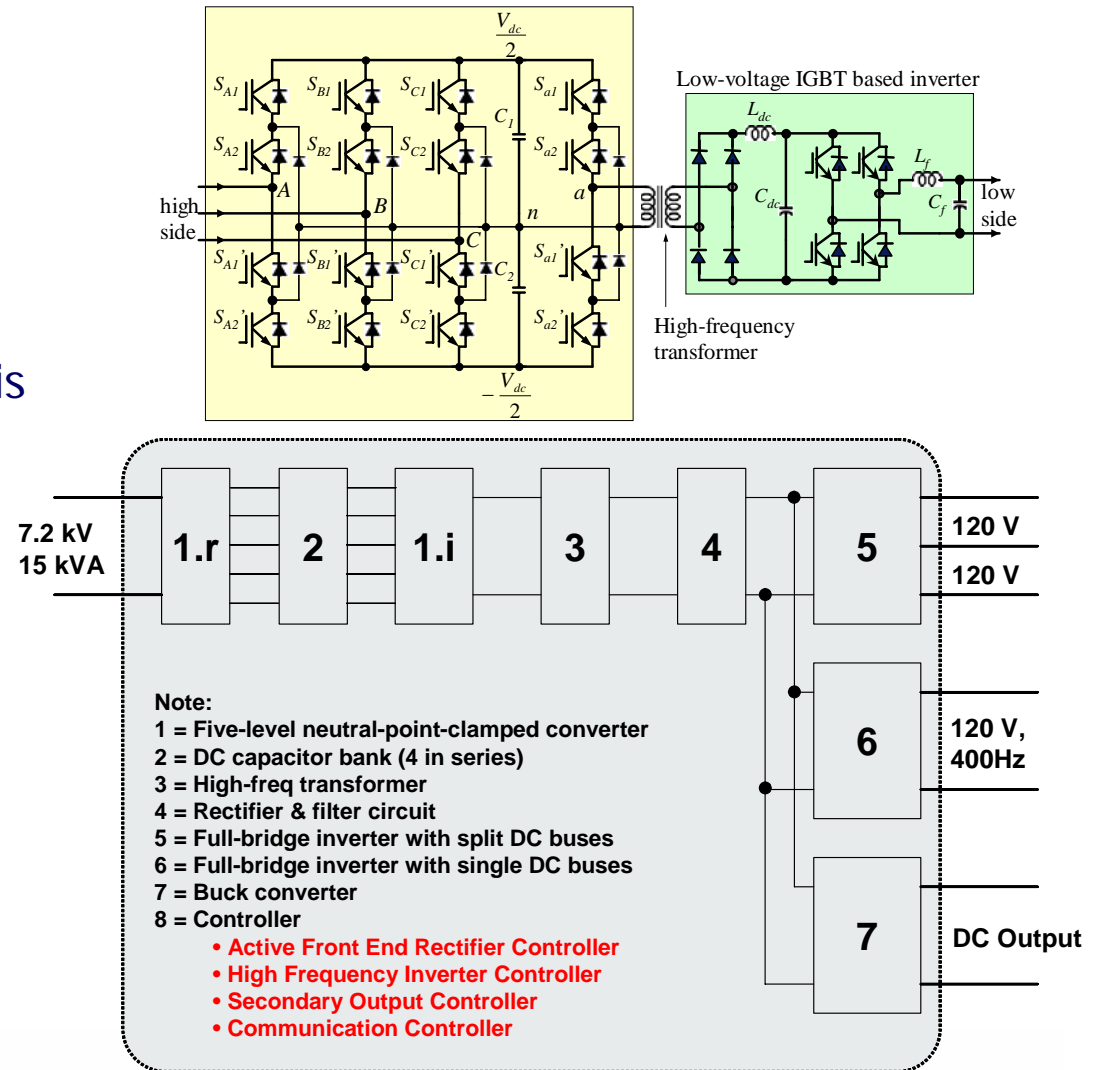 V_dc
2
S_A1 S_B1 S_C1 S_a1
C_1
S_A2 S_B2 S_C2 S_a2
A
B
a
high
side
n
C
S_A1' S_B1' S_C1' C_2 S_a1'
S_A2' S_B2' S_C2' S_a2'
− V_dc
2
Low-voltage IGBT based inverter
L_dc
L_f
C_dc
C_f
low
side
High-frequency
transformer
is
7.2 kV
15 kVA
1.r 2 1.i 3 4 5
120 V
120 V
6
120 V,
400Hz
7
DC Output
Note:
1 = Five-level neutral-point-clamped converter
2 = DC capacitor bank (4 in series)
3 = High-freq transformer
4 = Rectifier & filter circuit
5 = Full-bridge inverter with split DC buses
6 = Full-bridge inverter with single DC buses
7 = Buck converter
8 = Controller
• Active Front End Rectifier Controller
• High Frequency Inverter Controller
• Secondary Output Controller
• Communication Controller